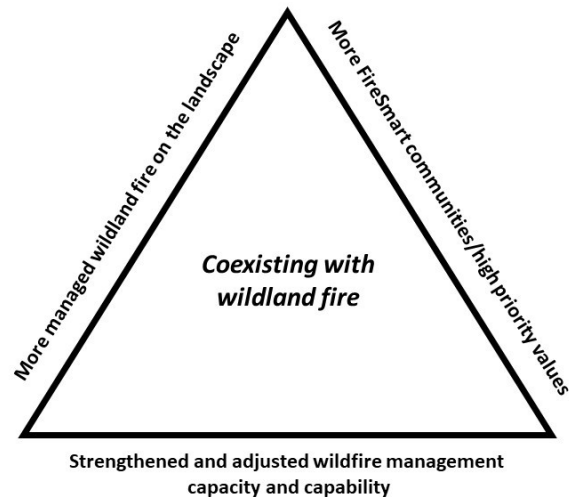 More managed wildland fire on the landscape
More FireSmart communities/high priority values
Coexisting with
wildland fire
Strengthened and adjusted wildfire management
capacity and capability